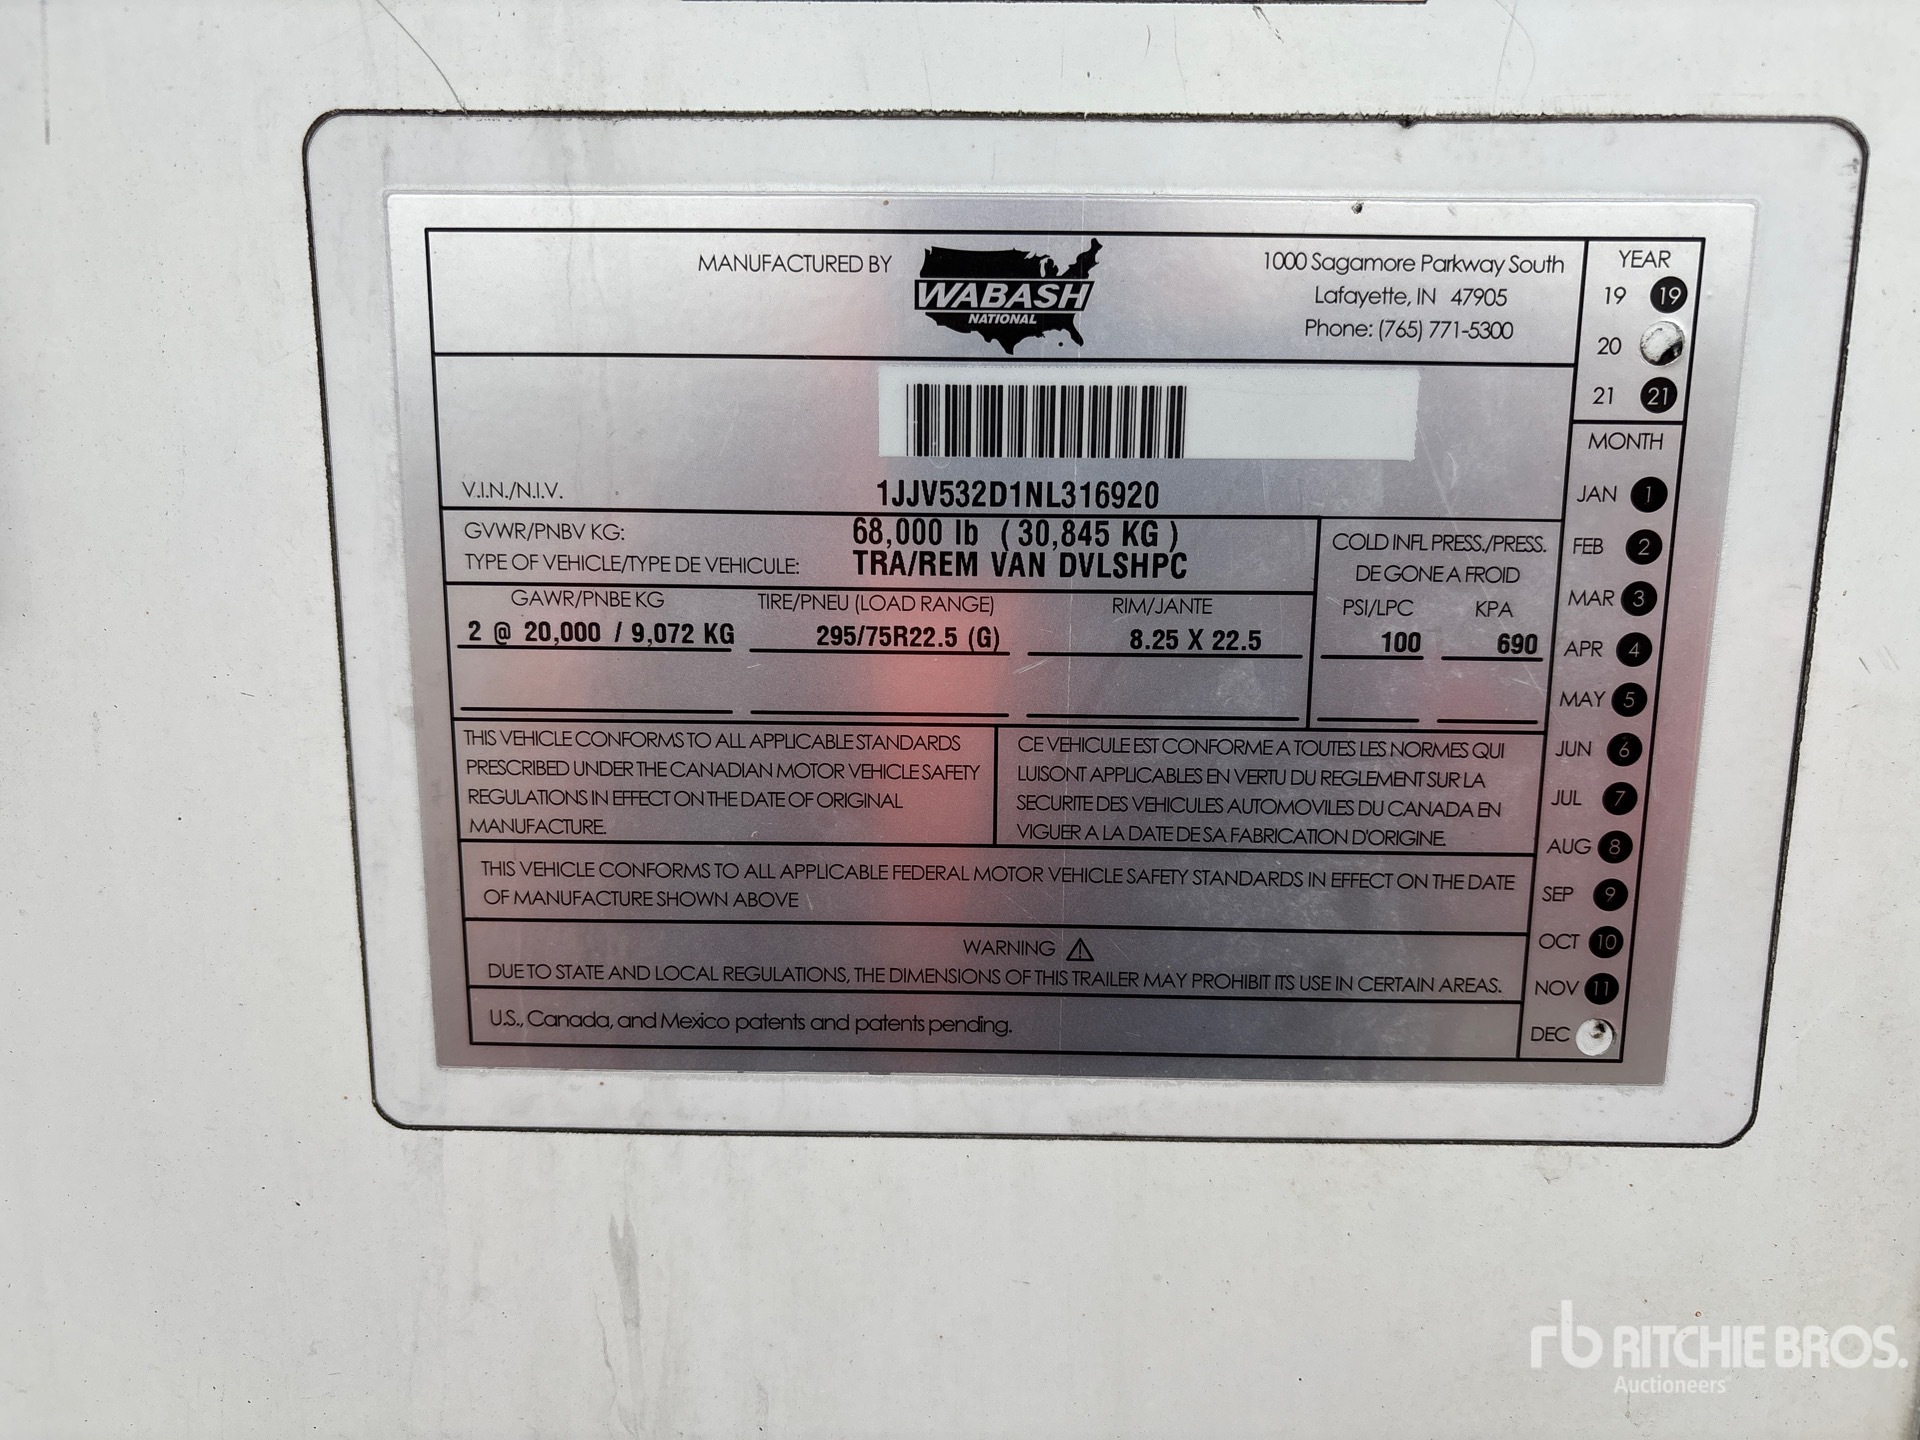 MANUFACTURED BY
WABASH
NATIONAL
1000 Sagamore Parkway South
Lafayette, IN 47905
Phone: (765) 771-5300
YEAR
19 19
20
21 21
MONTH
JAN 1
FEB 2
MAR 3
APR 4
MAY 5
JUN 6
JUL 7
AUG 8
SEP 9
OCT 10
NOV 11
DEC
V.I.N./N.I.V. 1JJV532D1NL316920
GVWR/PNBV KG: 68,000 lb ( 30,845 KG )
TYPE OF VEHICLE/TYPE DE VEHICULE: TRA/REM VAN DVLSHPC
COLD INFL PRESS./PRESS.
DE GONE A FROID
GAWR/PNBE KG TIRE/PNEU (LOAD RANGE) RIM/JANTE PSI/LPC KPA
2 @ 20,000 / 9,072 KG 295/75R22.5 (G) 8.25 X 22.5 100 690
THIS VEHICLE CONFORMS TO ALL APPLICABLE STANDARDS
PRESCRIBED UNDER THE CANADIAN MOTOR VEHICLE SAFETY
REGULATIONS IN EFFECT ON THE DATE OF ORIGINAL
MANUFACTURE.
CE VEHICULE EST CONFORME A TOUTES LES NORMES QUI
LUI SONT APPLICABLES EN VERTU DU REGLEMENT SUR LA
SECURITE DES VEHICULES AUTOMOVILES DU CANADA EN
VIGUER A LA DATE DE SA FABRICATION D'ORIGINE.
THIS VEHICLE CONFORMS TO ALL APPLICABLE FEDERAL MOTOR VEHICLE SAFETY STANDARDS IN EFFECT ON THE DATE
OF MANUFACTURE SHOWN ABOVE
WARNING
DUE TO STATE AND LOCAL REGULATIONS, THE DIMENSIONS OF THIS TRAILER MAY PROHIBIT ITS USE IN CERTAIN AREAS.
U.S., Canada, and Mexico patents and patents pending.
rb RITCHIE BROS.
Auctioneers